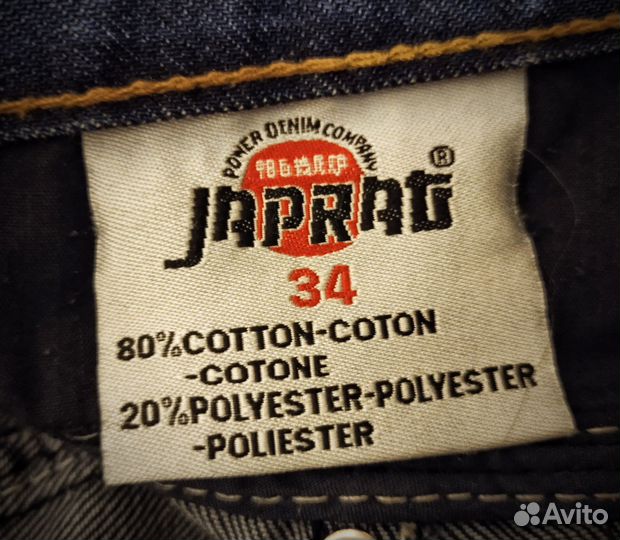 POWER DENIM COMPANY
JAPRAG®
34
80%COTTON-COTON
-COTONE
20%POLYESTER-POLYESTER
-POLIESTER
Avito